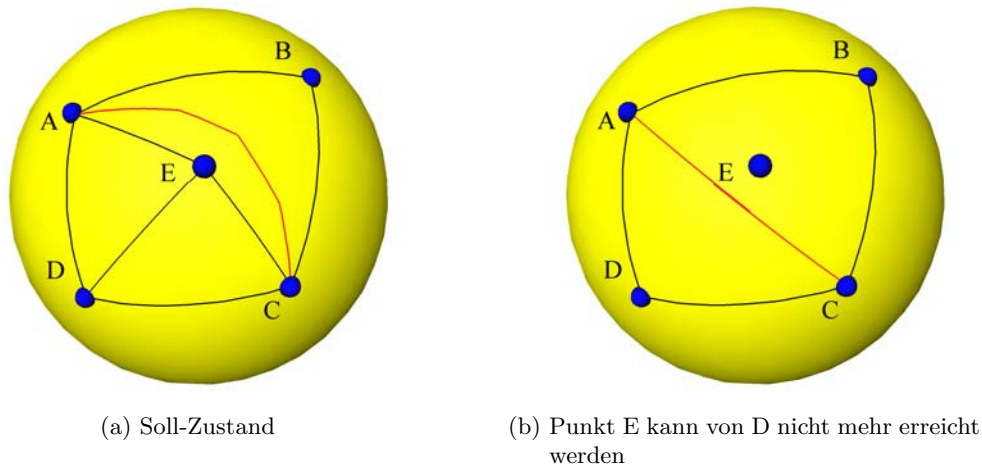 B
A
E
D
C
B
A
E
D
C
(a) Soll-Zustand
(b) Punkt E kann von D nicht mehr erreicht
werden